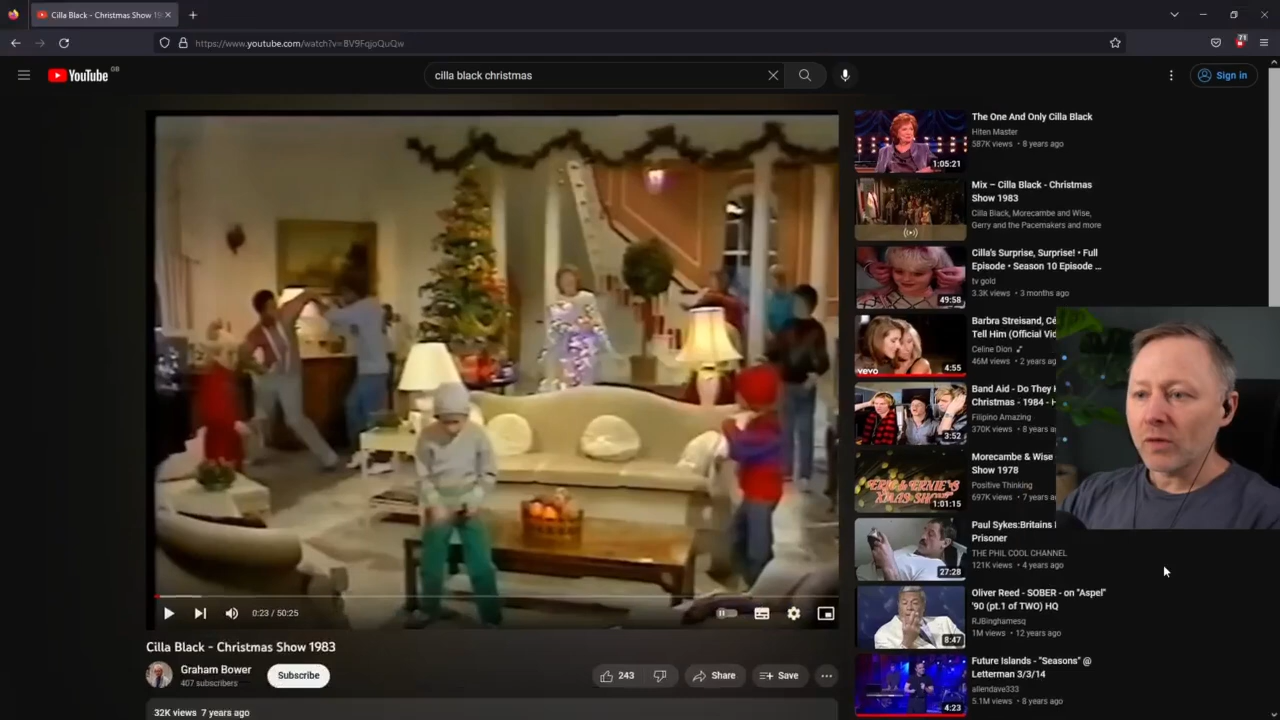 Cilla Black - Christmas Show 19
https://www.youtube.com/watch?v=BV9FqjoQuQw
71
YouTube GB
cilla black christmas
Sign in
The One And Only Cilla Black
Hiten Master
587K views • 8 years ago
1:05:21
Mix – Cilla Black - Christmas
Show 1983
Cilla Black, Morecambe and Wise,
Gerry and the Pacemakers and more
Cilla's Surprise, Surprise! • Full
Episode • Season 10 Episode ...
tv gold
3.3K views • 3 months ago
49:58
Barbra Streisand, Cé
Tell Him (Official Vid
Celine Dion
46M views • 2 years ag
vevo
4:55
Band Aid - Do They K
Christmas - 1984 - H
Filipino Amazing
370K views • 8 years
3:52
Morecambe & Wise
Show 1978
Positive Thinking
697K views • 7 years
ERIC & ERNIE'S
XMAS SHOW
1:01:15
Paul Sykes:Britains
Prisoner
THE PHIL COOL CHANNEL
121K views • 4 years ago
27:28
Oliver Reed - SOBER - on "Aspel"
'90 (pt.1 of TWO) HQ
RJBinghamesq
1M views • 12 years ago
8:47
Future Islands - "Seasons" @
Letterman 3/3/14
allendave333
5.1M views • 8 years ago
4:23
0:23 / 50:25
Cilla Black - Christmas Show 1983
Graham Bower
407 subscribers
Subscribe
243
Share
Save
32K views 7 years ago